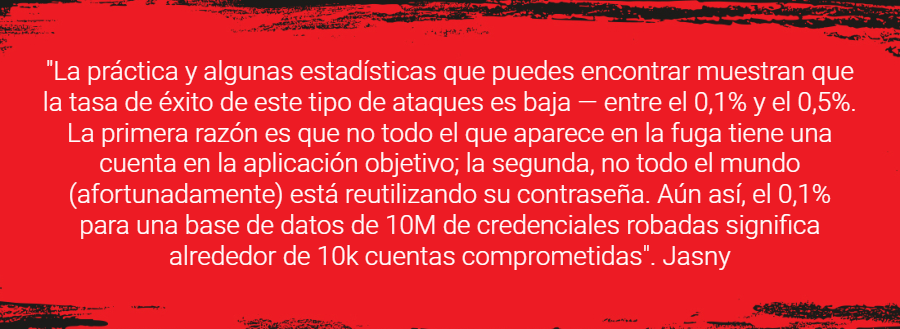 "La práctica y algunas estadísticas que puedes encontrar muestran que
la tasa de éxito de este tipo de ataques es baja — entre el 0,1% y el 0,5%.
La primera razón es que no todo el que aparece en la fuga tiene una
cuenta en la aplicación objetivo; la segunda, no todo el mundo
(afortunadamente) está reutilizando su contraseña. Aún así, el 0,1%
para una base de datos de 10M de credenciales robadas significa
alrededor de 10k cuentas comprometidas". Jasny